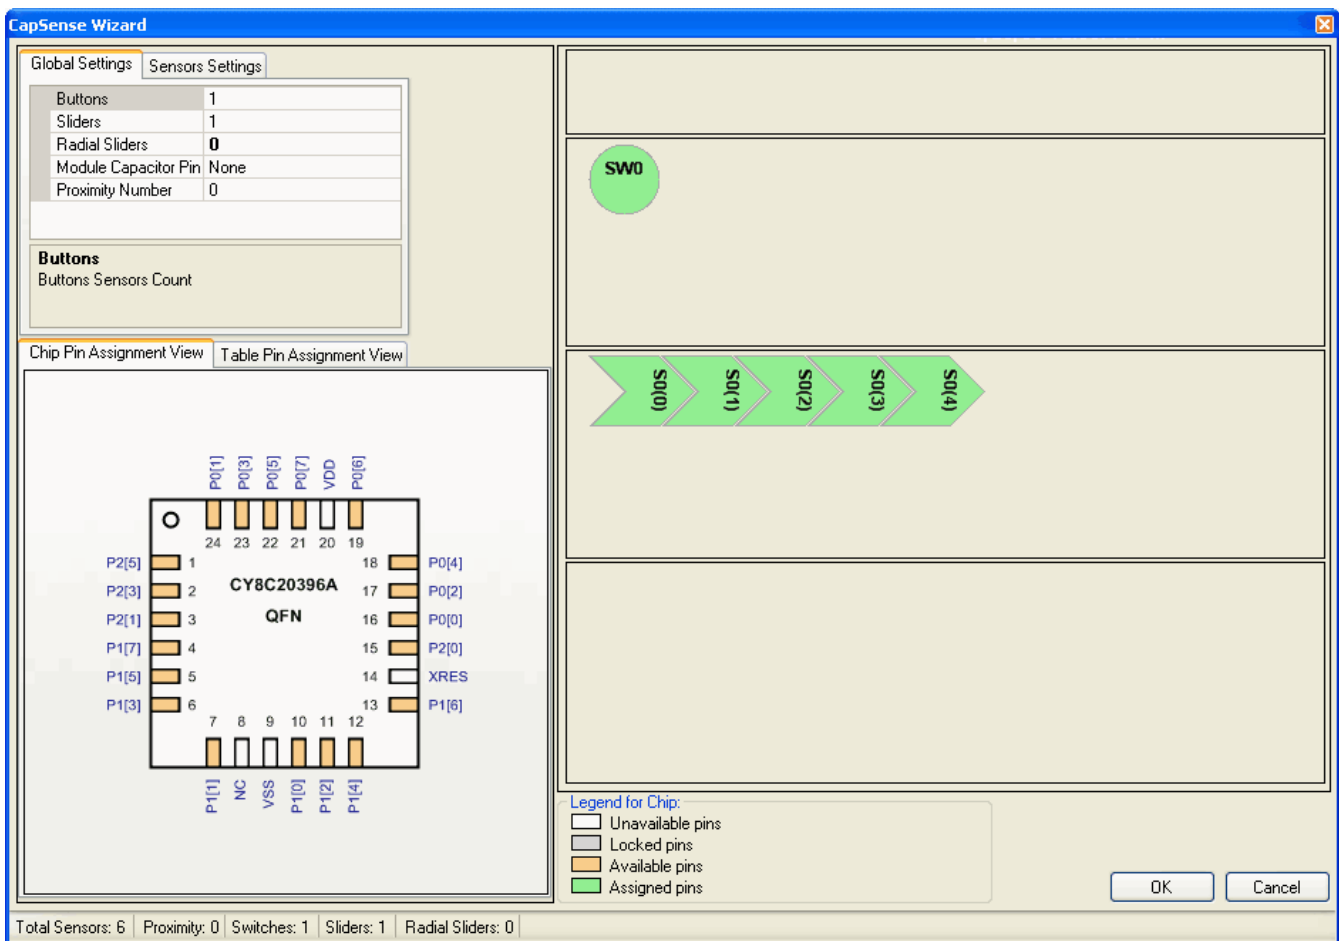 CapSense Wizard
Global Settings Sensors Settings
Buttons 1
Sliders 1
Radial Sliders 0
Module Capacitor Pin None
Proximity Number 0
Buttons
Buttons Sensors Count
Chip Pin Assignment View Table Pin Assignment View
P0[1] P0[3] P0[5] P0[7] VDD P0[6]
24 23 22 21 20 19
P2[5] 1 18 P0[4]
P2[3] 2 CY8C20396A 17 P0[2]
P2[1] 3 QFN 16 P0[0]
P1[7] 4 15 P2[0]
P1[5] 5 14 XRES
P1[3] 6 13 P1[6]
7 8 9 10 11 12
P1[1] NC VSS P1[0] P1[2] P1[4]
SW0
S0(0) S0(1) S0(2) S0(3) S0(4)
Legend for Chip:
Unavailable pins
Locked pins
Available pins
Assigned pins
OK Cancel
Total Sensors: 6 Proximity: 0 Switches: 1 Sliders: 1 Radial Sliders: 0